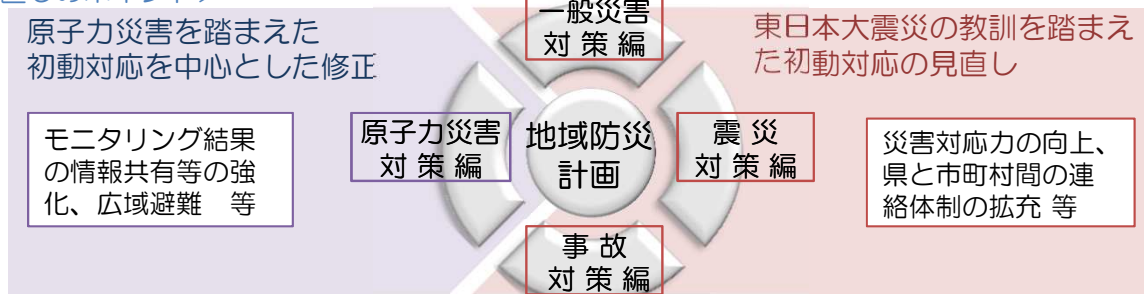 原子力災害を踏まえた
初動対応を中心とした修正
一般災害
対 策 編
東日本大震災の教訓を踏まえ
た初動対応の見直し
モニタリング結果
の情報共有等の強
化、広域避難　等
原子力災害
対 策 編
地域防災
計画
震 災
対 策 編
災害対応力の向上、
県と市町村間の連
絡体制の拡充 等
事 故
対 策 編